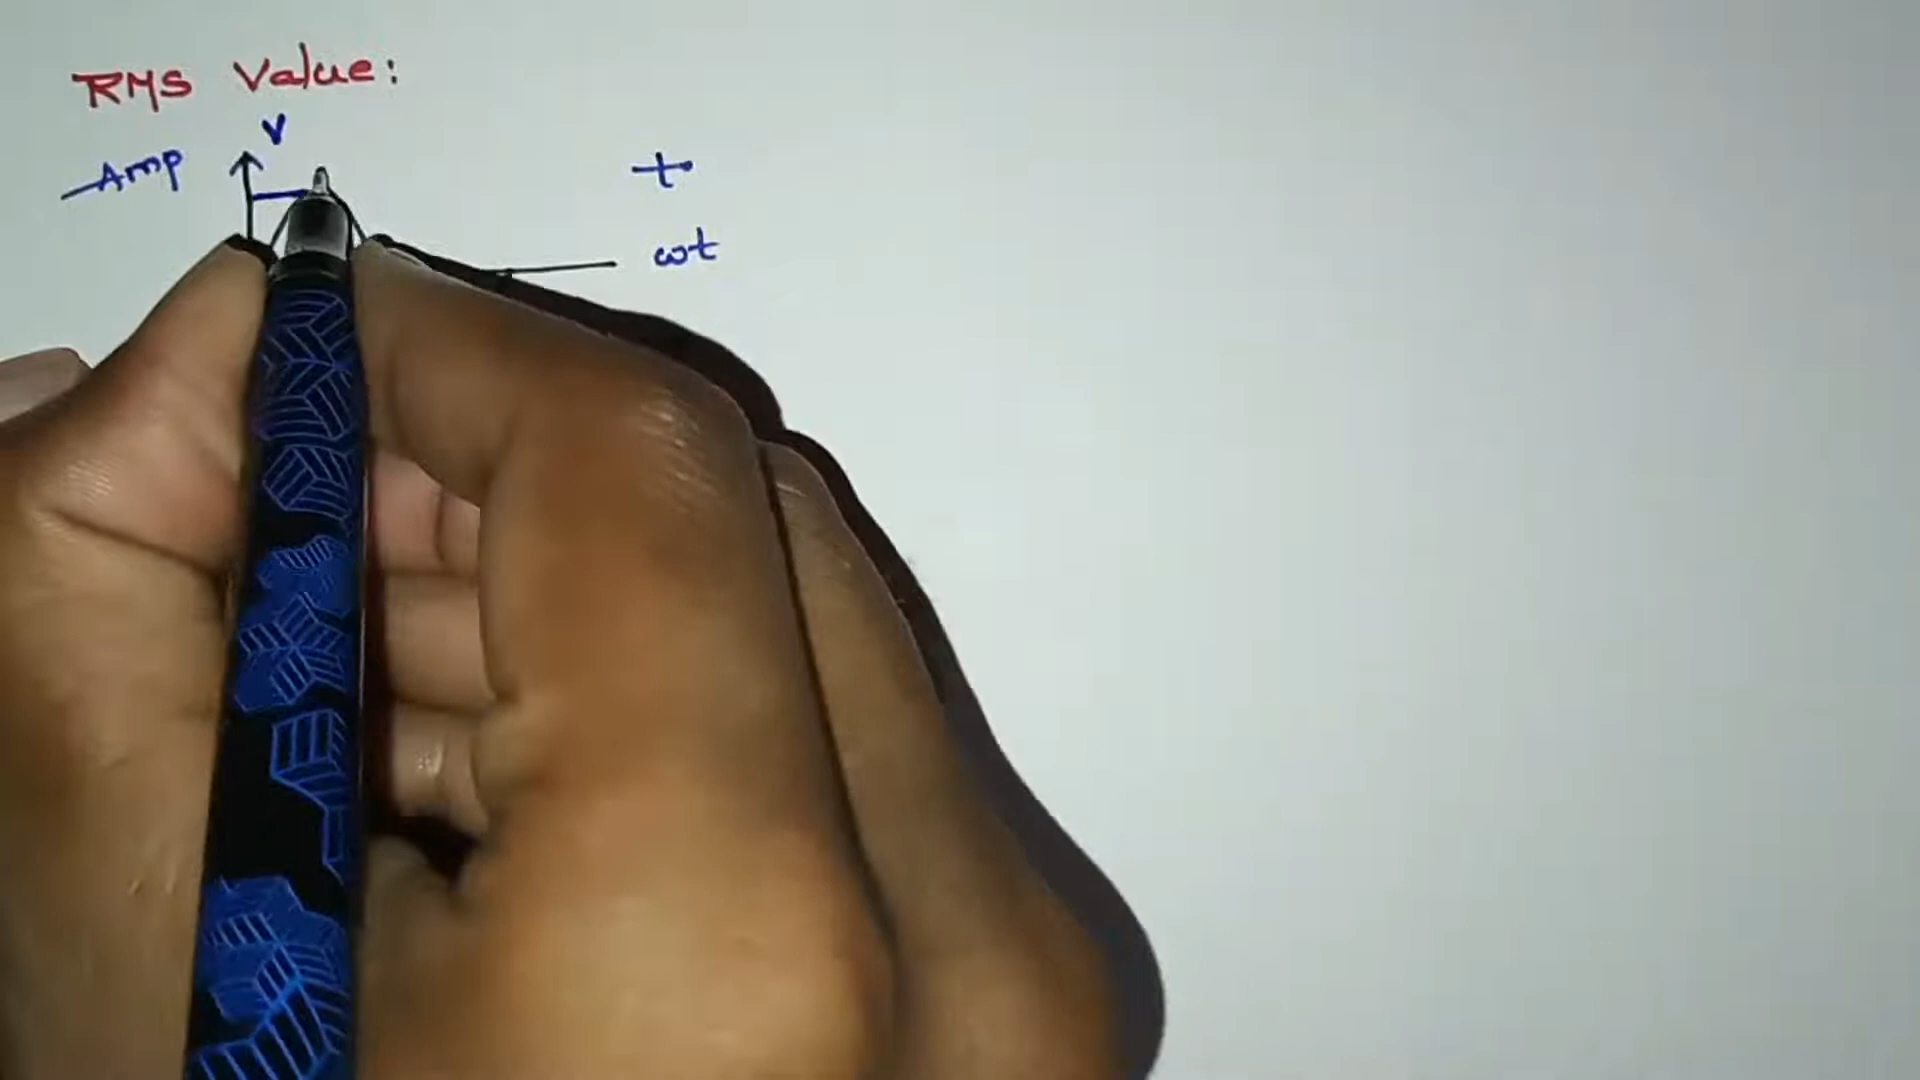 RMS Value:
V
Amp
t
ωt